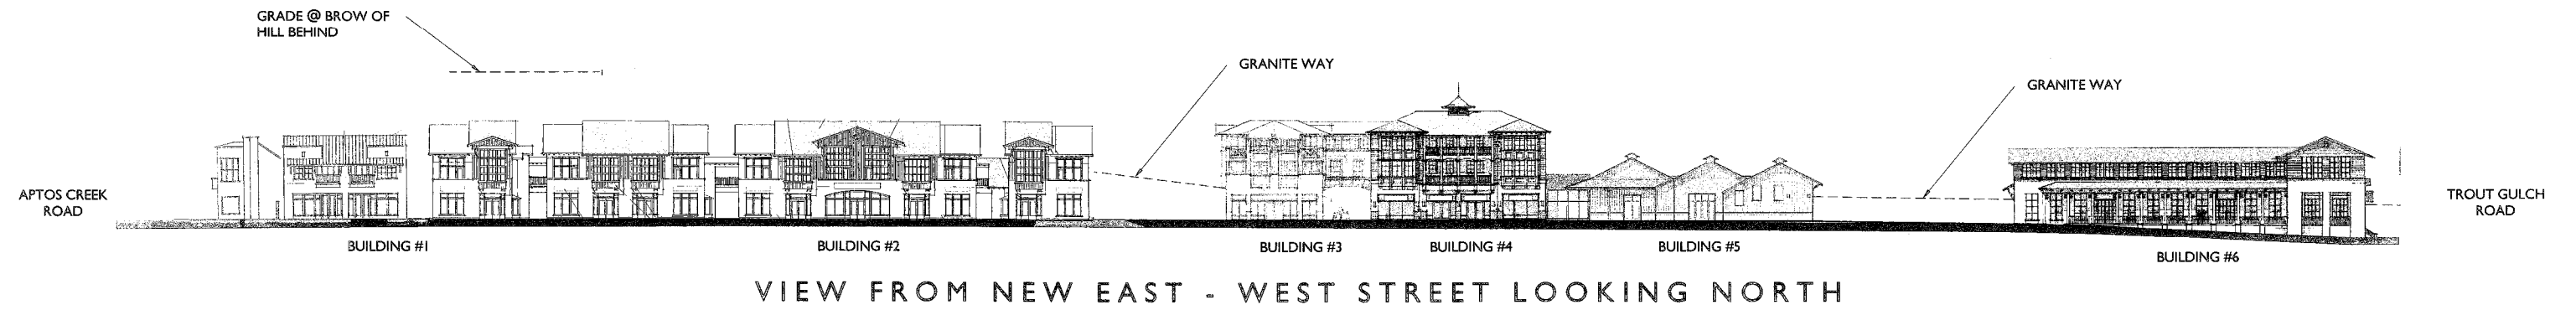 GRADE @ BROW OF
HILL BEHIND
GRANITE WAY
GRANITE WAY
APTOS CREEK
ROAD
TROUT GULCH
ROAD
BUILDING #1
BUILDING #2
BUILDING #3
BUILDING #4
BUILDING #5
BUILDING #6
VIEW FROM NEW EAST - WEST STREET LOOKING NORTH